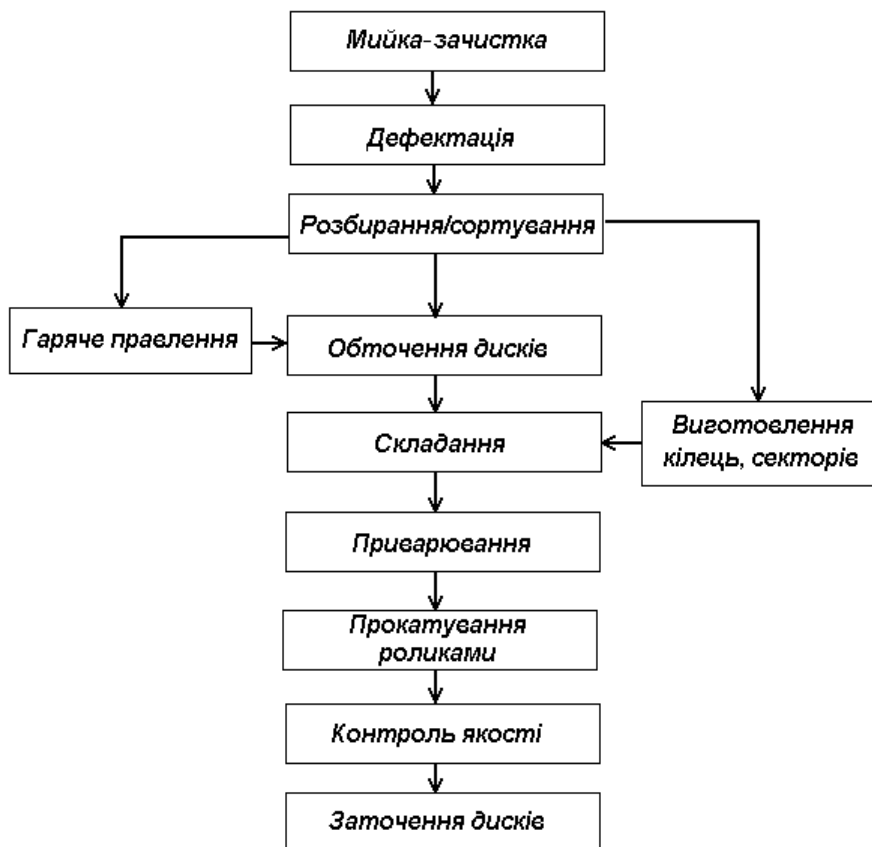 Мийка-зачистка
Дефектація
Розбирання/сортування
Гаряче правлення
Обточення дисків
Складання
Виготовлення
кілець, секторів
Приварювання
Прокатування
роликами
Контроль якості
Заточення дисків